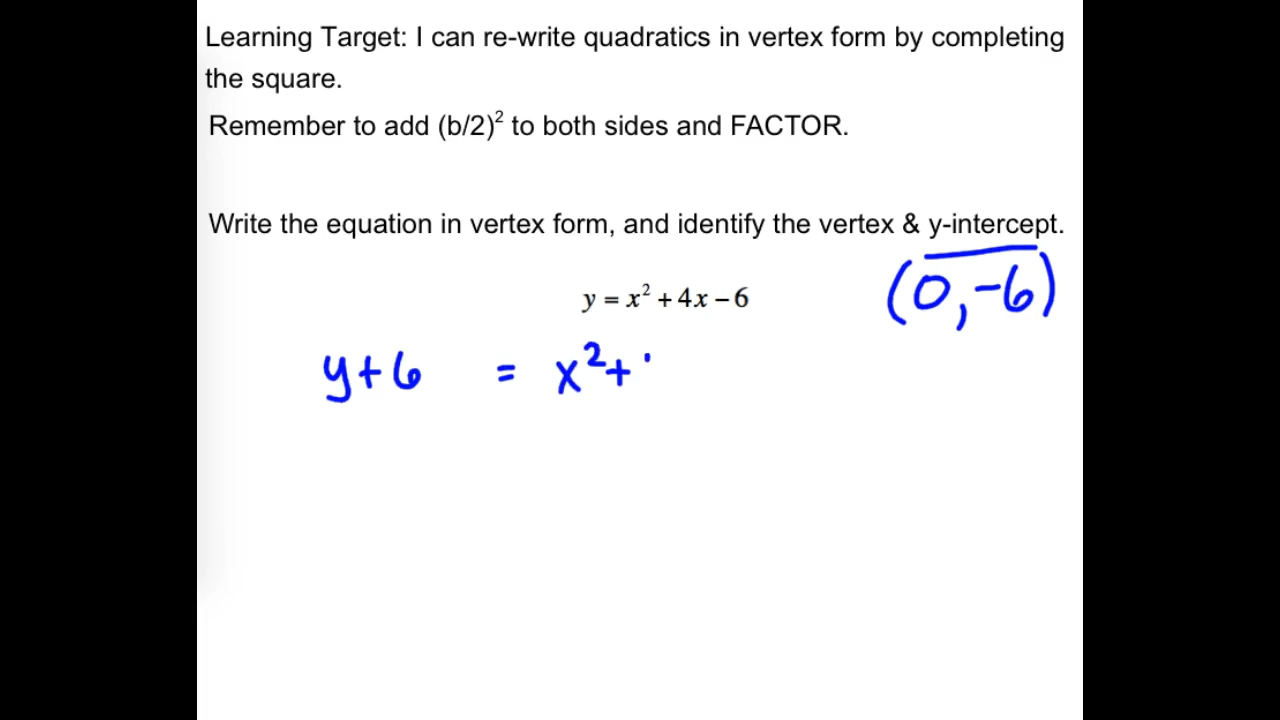 Learning Target: I can re-write quadratics in vertex form by completing
the square.
Remember to add (b/2)² to both sides and FACTOR.
Write the equation in vertex form, and identify the vertex & y-intercept.
(0,-6)
y = x² + 4x - 6
y+6 = x²+